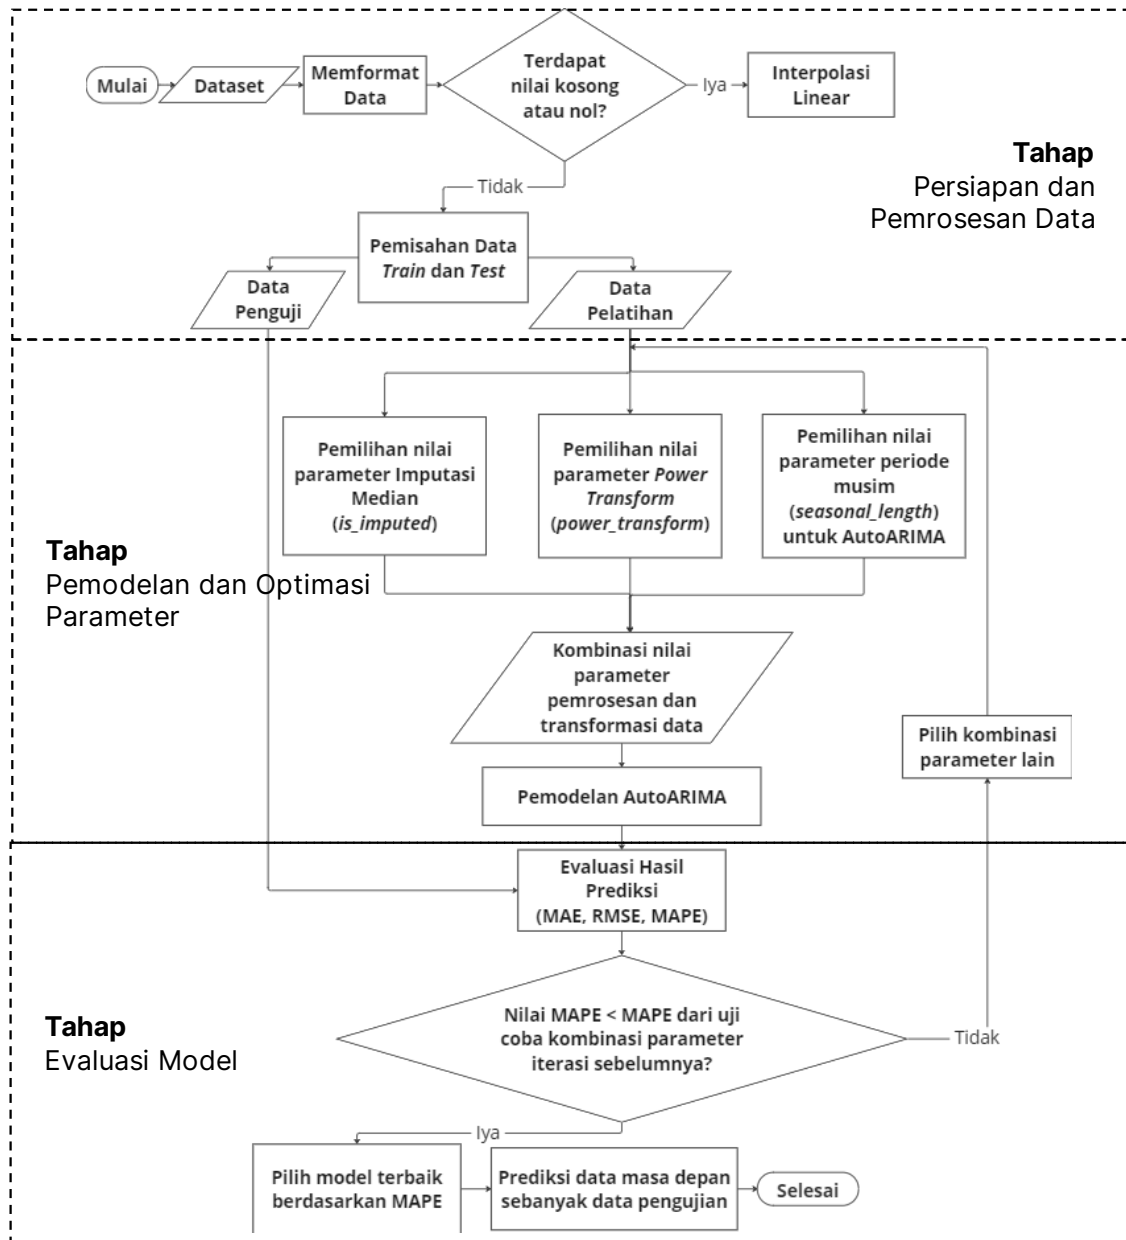 Mulai
Dataset
Memformat
Data
Terdapat
nilai kosong
atau nol?
Iya
Interpolasi
Linear
Tahap
Persiapan dan
Pemrosesan Data
Tidak
Pemisahan Data
Train dan Test
Data
Penguji
Data
Pelatihan
Pemilihan nilai
parameter Imputasi
Median
(is_imputed)
Pemilihan nilai
parameter Power
Transform
(power_transform)
Pemilihan nilai
parameter periode
musim
(seasonal_length)
untuk AutoARIMA
Tahap
Pemodelan dan Optimasi
Parameter
Kombinasi nilai
parameter
pemrosesan dan
transformasi data
Pilih kombinasi
parameter lain
Pemodelan AutoARIMA
Evaluasi Hasil
Prediksi
(MAE, RMSE, MAPE)
Tahap
Evaluasi Model
Nilai MAPE < MAPE dari uji
coba kombinasi parameter
iterasi sebelumnya?
Tidak
Iya
Pilih model terbaik
berdasarkan MAPE
Prediksi data masa depan
sebanyak data pengujian
Selesai